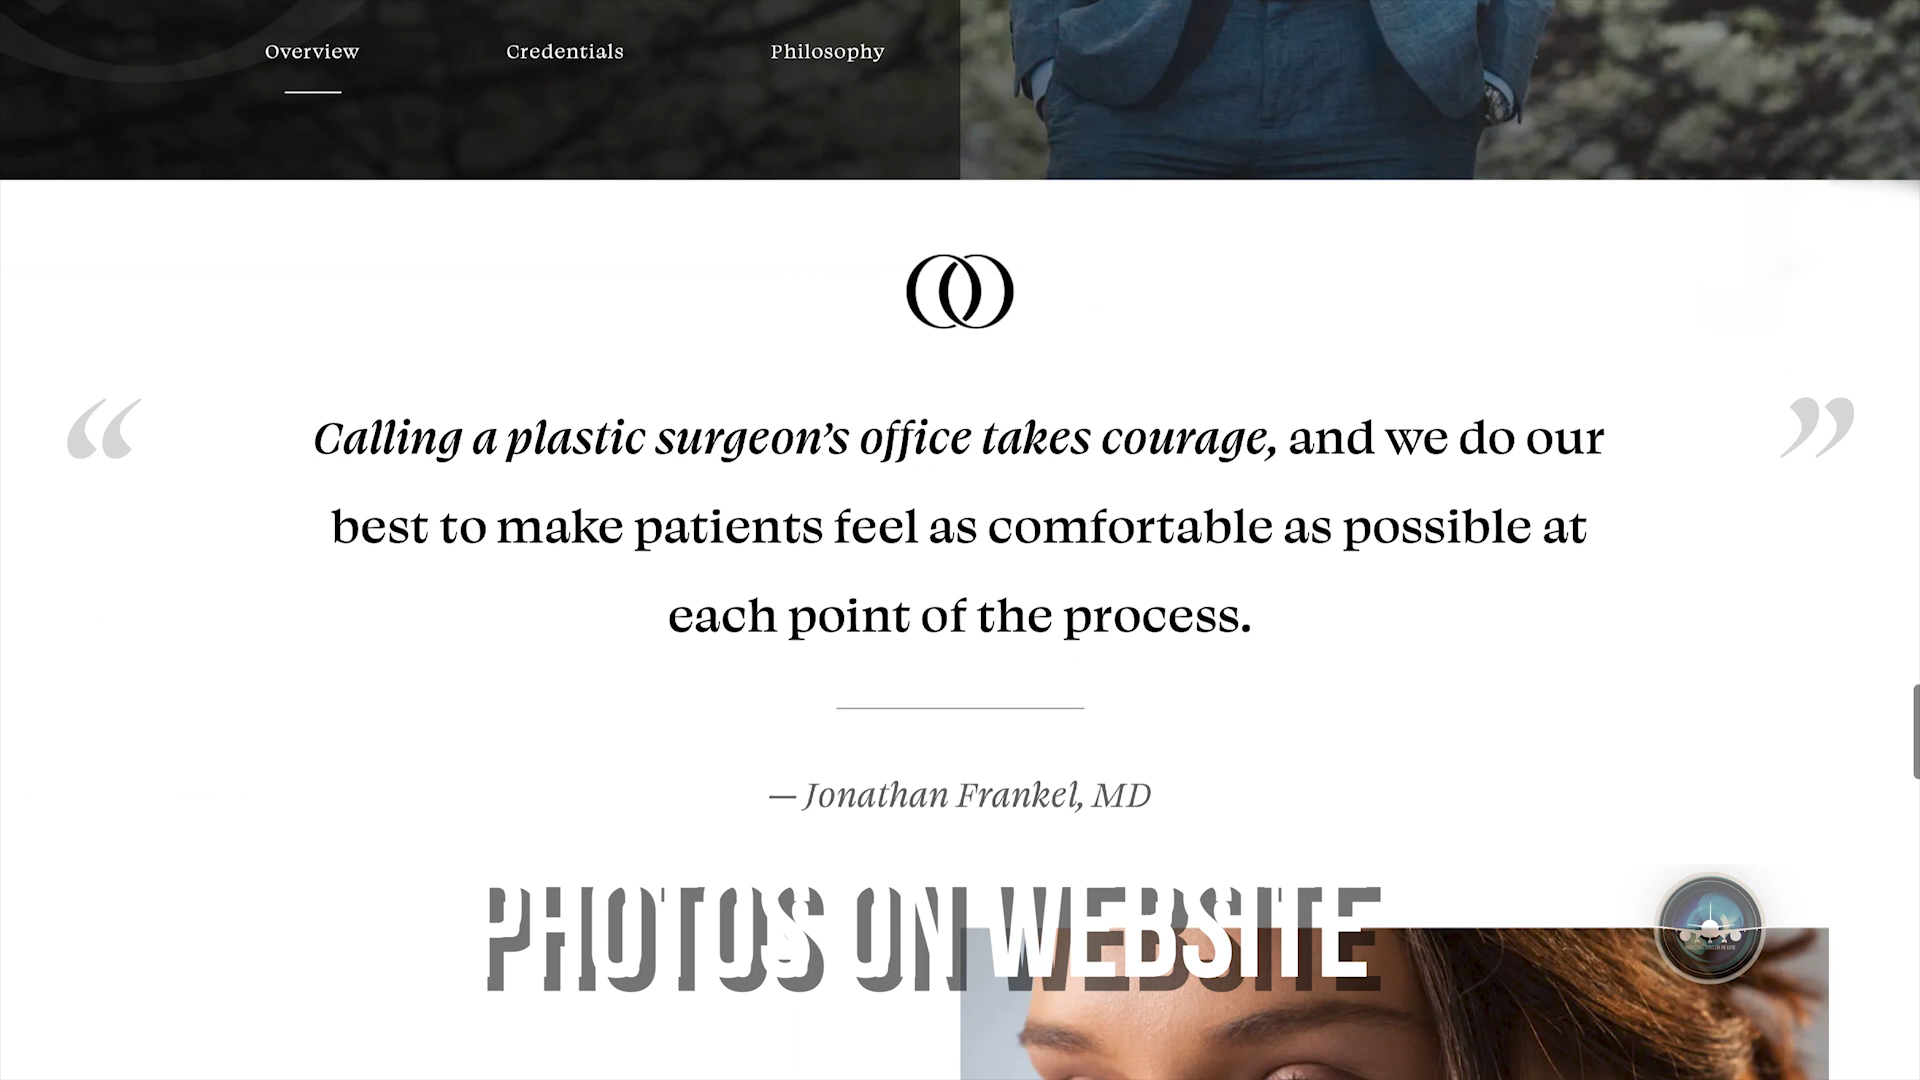 Overview
Credentials
Philosophy
“ Calling a plastic surgeon’s office takes courage, and we do our ”
best to make patients feel as comfortable as possible at
each point of the process.
— Jonathan Frankel, MD
PHOTOS ON WEBSITE